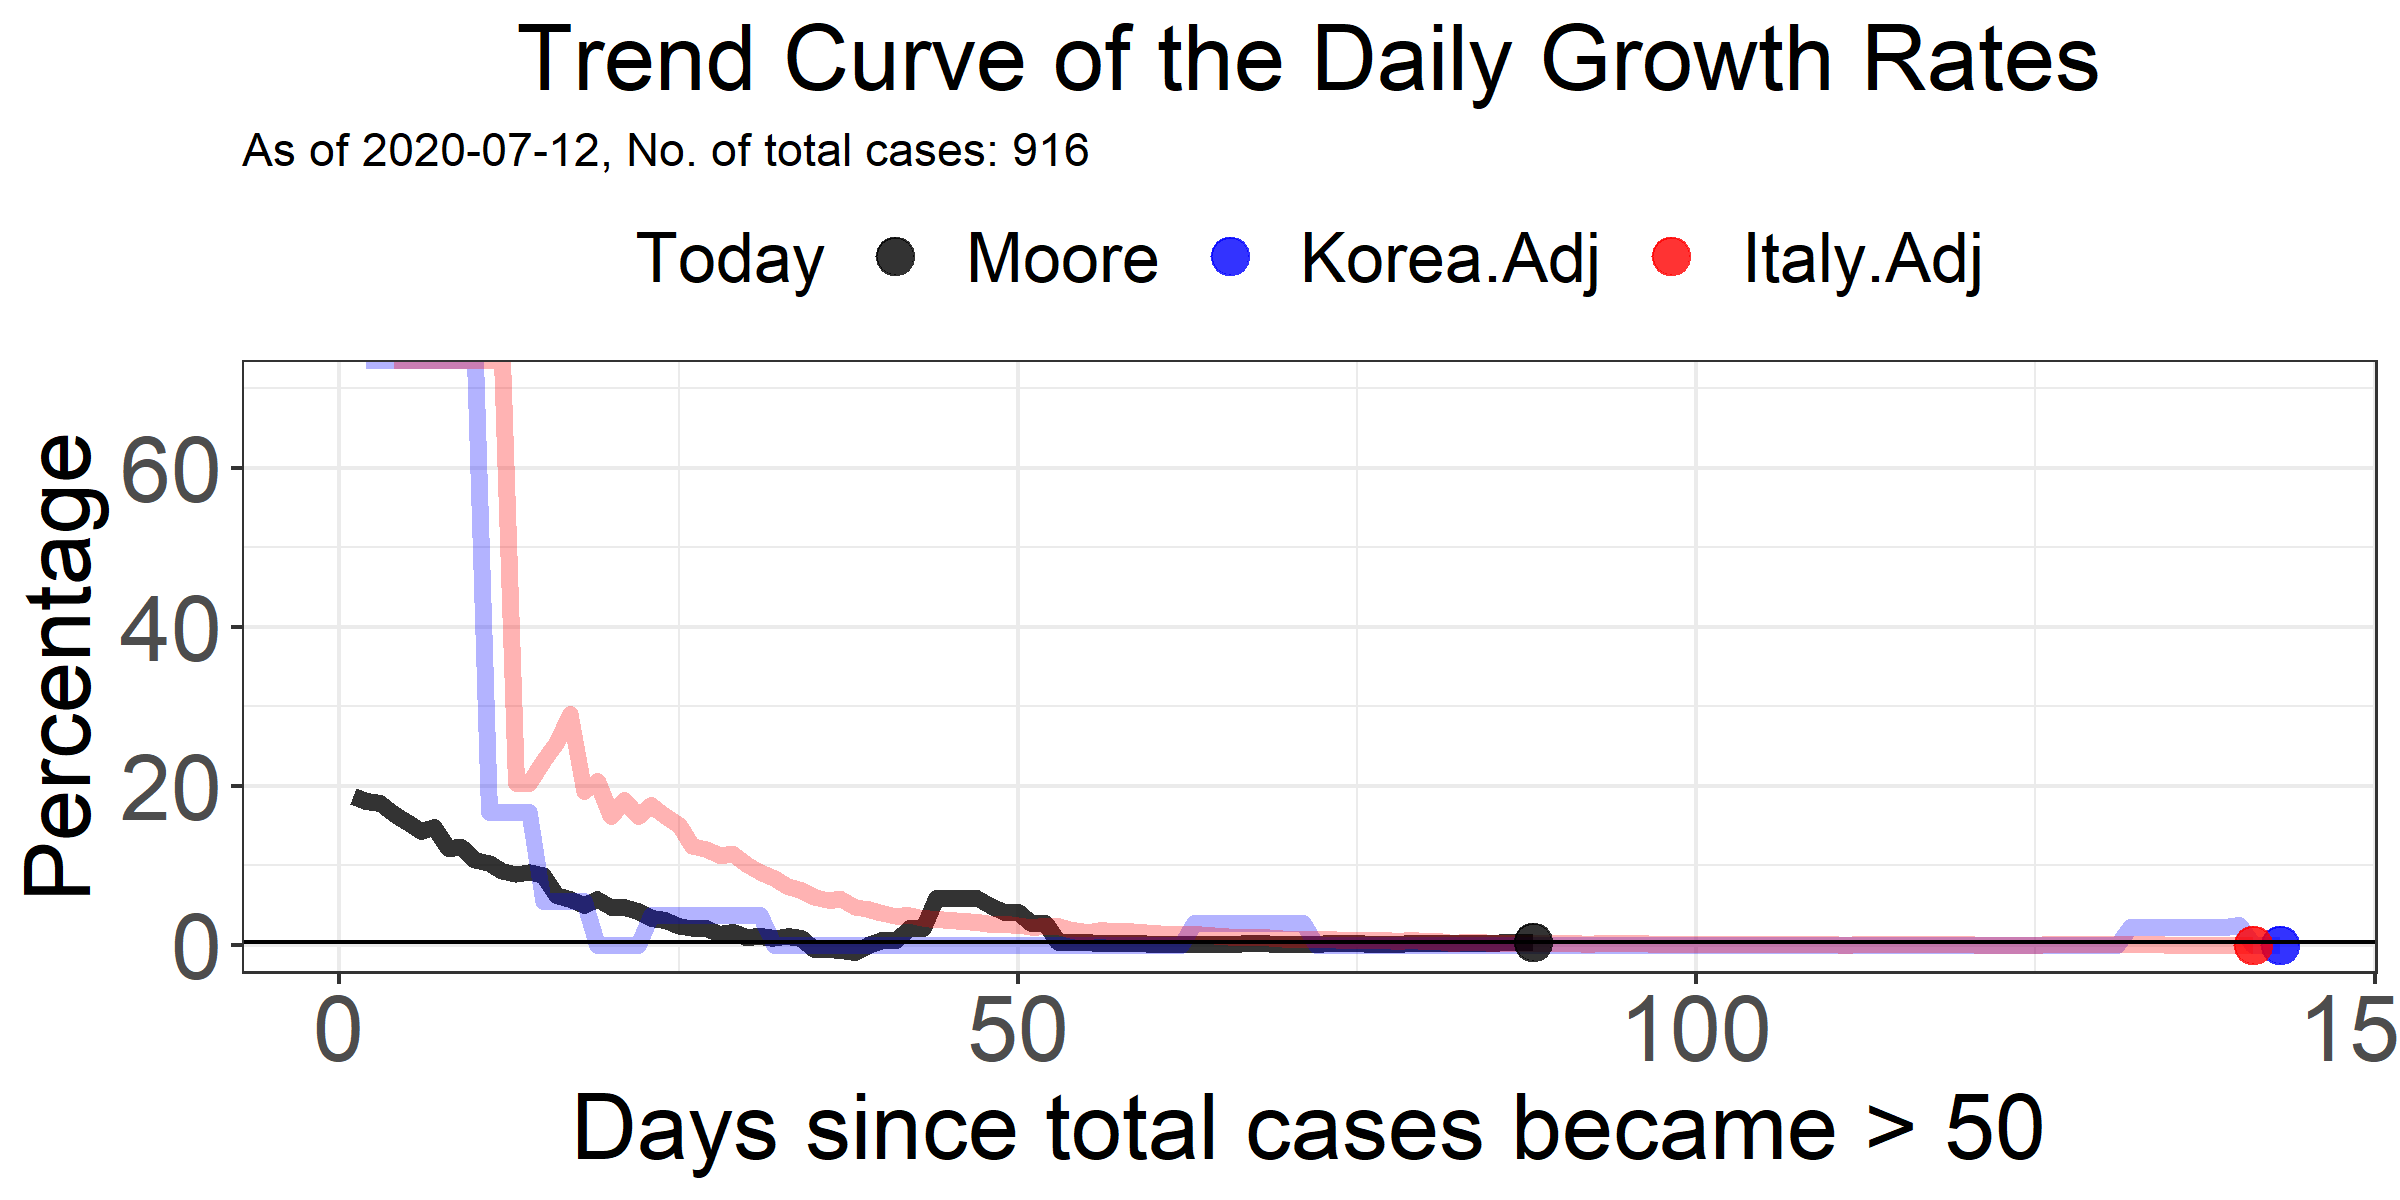 Trend Curve of the Daily Growth Rates
As of 2020-07-12, No. of total cases: 916
Today Moore Korea.Adj Italy.Adj
Percentage
60
40
20
0
0 50 100 15
Days since total cases became > 50